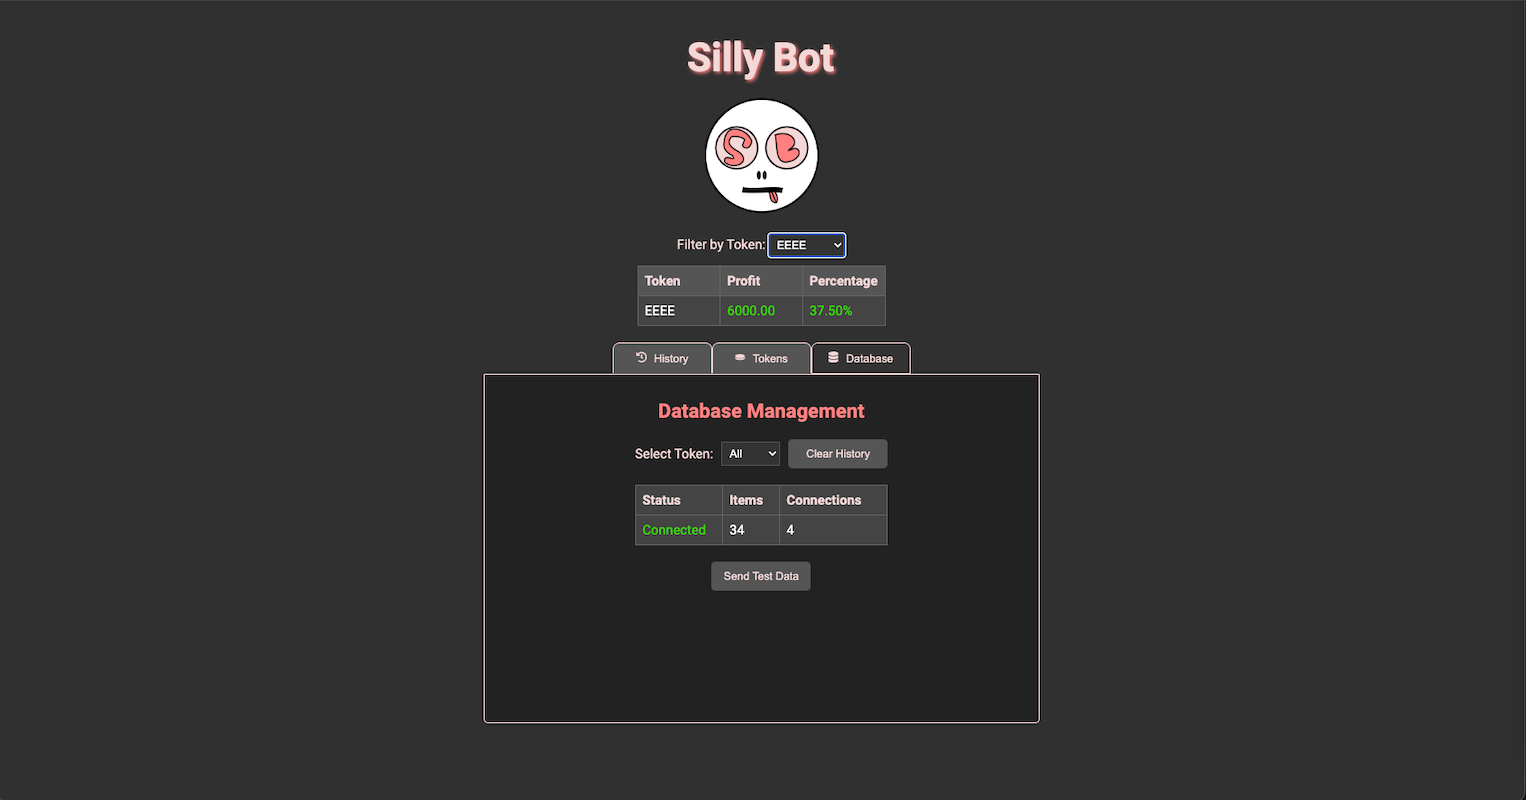 Silly Bot
S B
Filter by Token: EEEE
Token Profit Percentage
EEEE 6000.00 37.50%
History Tokens Database
Database Management
Select Token: All Clear History
Status Items Connections
Connected 34 4
Send Test Data